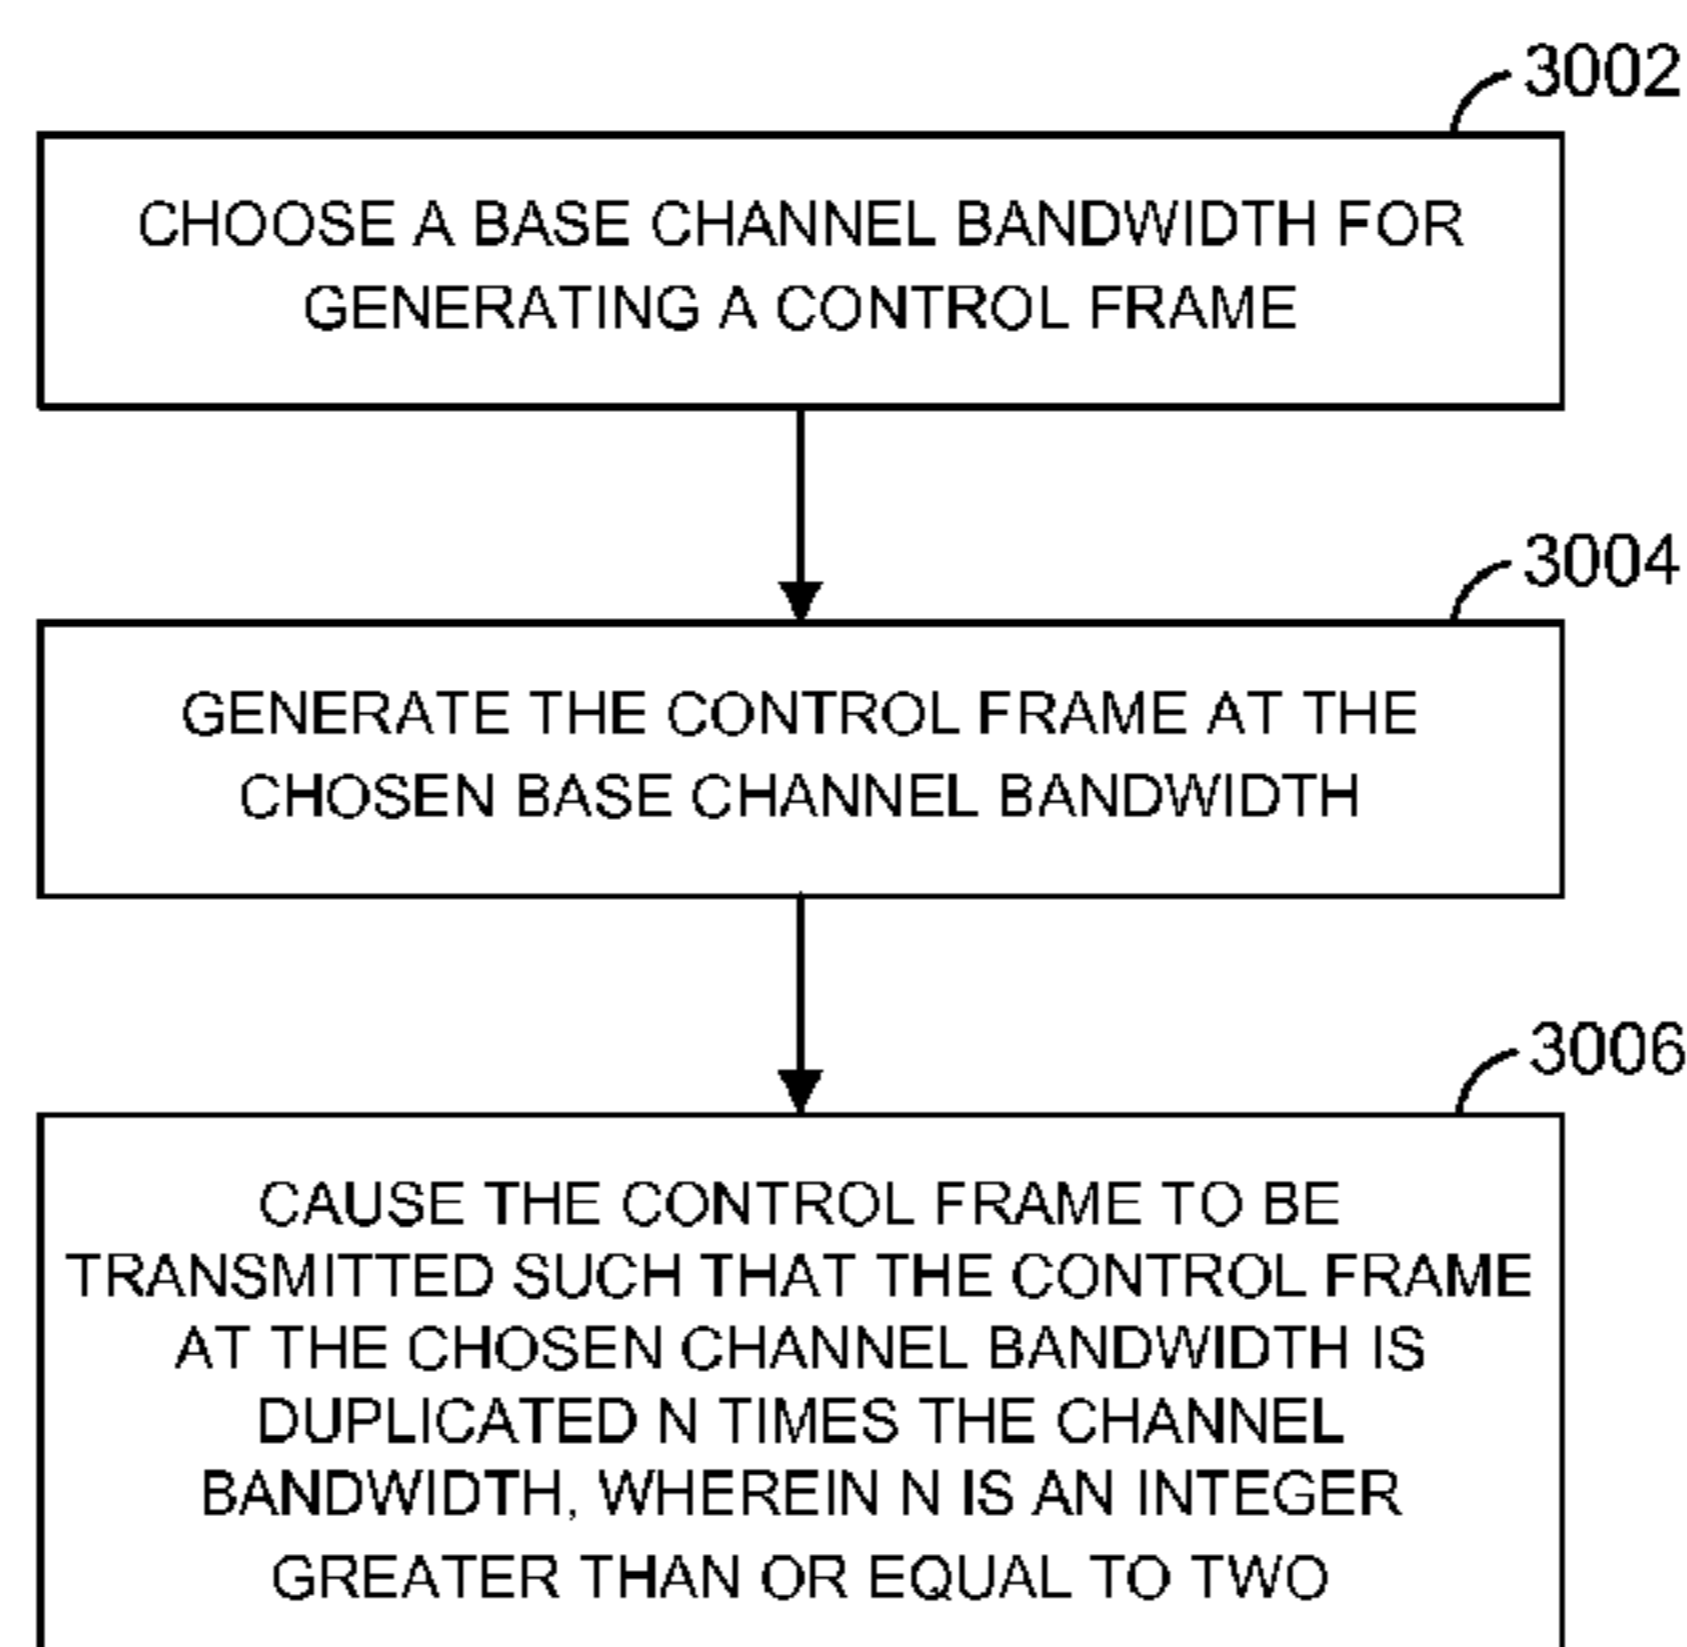 3002
CHOOSE A BASE CHANNEL BANDWIDTH FOR
GENERATING A CONTROL FRAME
3004
GENERATE THE CONTROL FRAME AT THE
CHOSEN BASE CHANNEL BANDWIDTH
3006
CAUSE THE CONTROL FRAME TO BE
TRANSMITTED SUCH THAT THE CONTROL FRAME
AT THE CHOSEN CHANNEL BANDWIDTH IS
DUPLICATED N TIMES THE CHANNEL
BANDWIDTH, WHEREIN N IS AN INTEGER
GREATER THAN OR EQUAL TO TWO